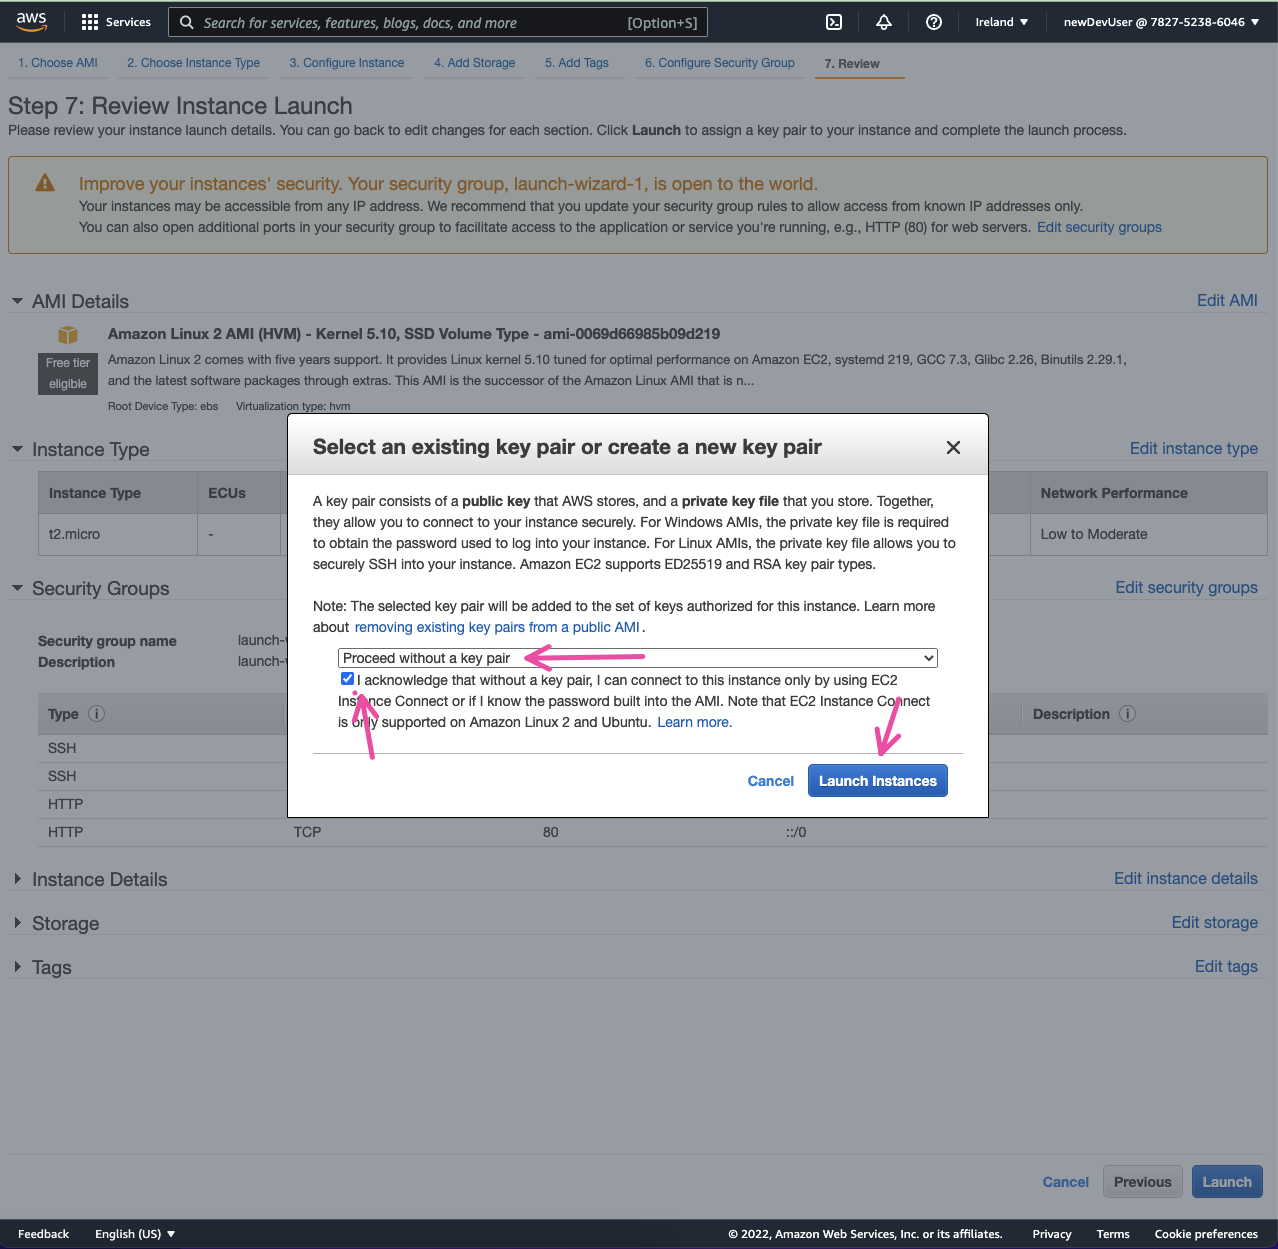 aws
Services
Search for services, features, blogs, docs, and more [Option+S]
Ireland ▼
newDevUser @ 7827-5238-6046 ▼
1. Choose AMI 2. Choose Instance Type 3. Configure Instance 4. Add Storage 5. Add Tags 6. Configure Security Group 7. Review
Step 7: Review Instance Launch
Please review your instance launch details. You can go back to edit changes for each section. Click Launch to assign a key pair to your instance and complete the launch process.
Improve your instances' security. Your security group, launch-wizard-1, is open to the world.
Your instances may be accessible from any IP address. We recommend that you update your security group rules to allow access from known IP addresses only.
You can also open additional ports in your security group to facilitate access to the application or service you're running, e.g., HTTP (80) for web servers. Edit security groups
AMI Details Edit AMI
Amazon Linux 2 AMI (HVM) - Kernel 5.10, SSD Volume Type - ami-0069d66985b09d219
Free tier
eligible
Amazon Linux 2 comes with five years support. It provides Linux kernel 5.10 tuned for optimal performance on Amazon EC2, systemd 219, GCC 7.3, Glibc 2.26, Binutils 2.29.1,
and the latest software packages through extras. This AMI is the successor of the Amazon Linux AMI that is n...
Root Device Type: ebs Virtualization type: hvm
Instance Type Edit instance type
Instance Type ECUs Network Performance
t2.micro - Low to Moderate
Security Groups Edit security groups
Security group name launch-
Description launch-
Type Description
SSH
SSH
HTTP
HTTP TCP 80 ::/0
Select an existing key pair or create a new key pair
A key pair consists of a public key that AWS stores, and a private key file that you store. Together,
they allow you to connect to your instance securely. For Windows AMIs, the private key file is required
to obtain the password used to log into your instance. For Linux AMIs, the private key file allows you to
securely SSH into your instance. Amazon EC2 supports ED25519 and RSA key pair types.
Note: The selected key pair will be added to the set of keys authorized for this instance. Learn more
about removing existing key pairs from a public AMI .
Proceed without a key pair
I acknowledge that without a key pair, I can connect to this instance only by using EC2
Instance Connect or if I know the password built into the AMI. Note that EC2 Instance Connect
is only supported on Amazon Linux 2 and Ubuntu. Learn more.
Cancel Launch Instances
Instance Details Edit instance details
Storage Edit storage
Tags Edit tags
Cancel Previous Launch
Feedback English (US) ▼ © 2022, Amazon Web Services, Inc. or its affiliates. Privacy Terms Cookie preferences